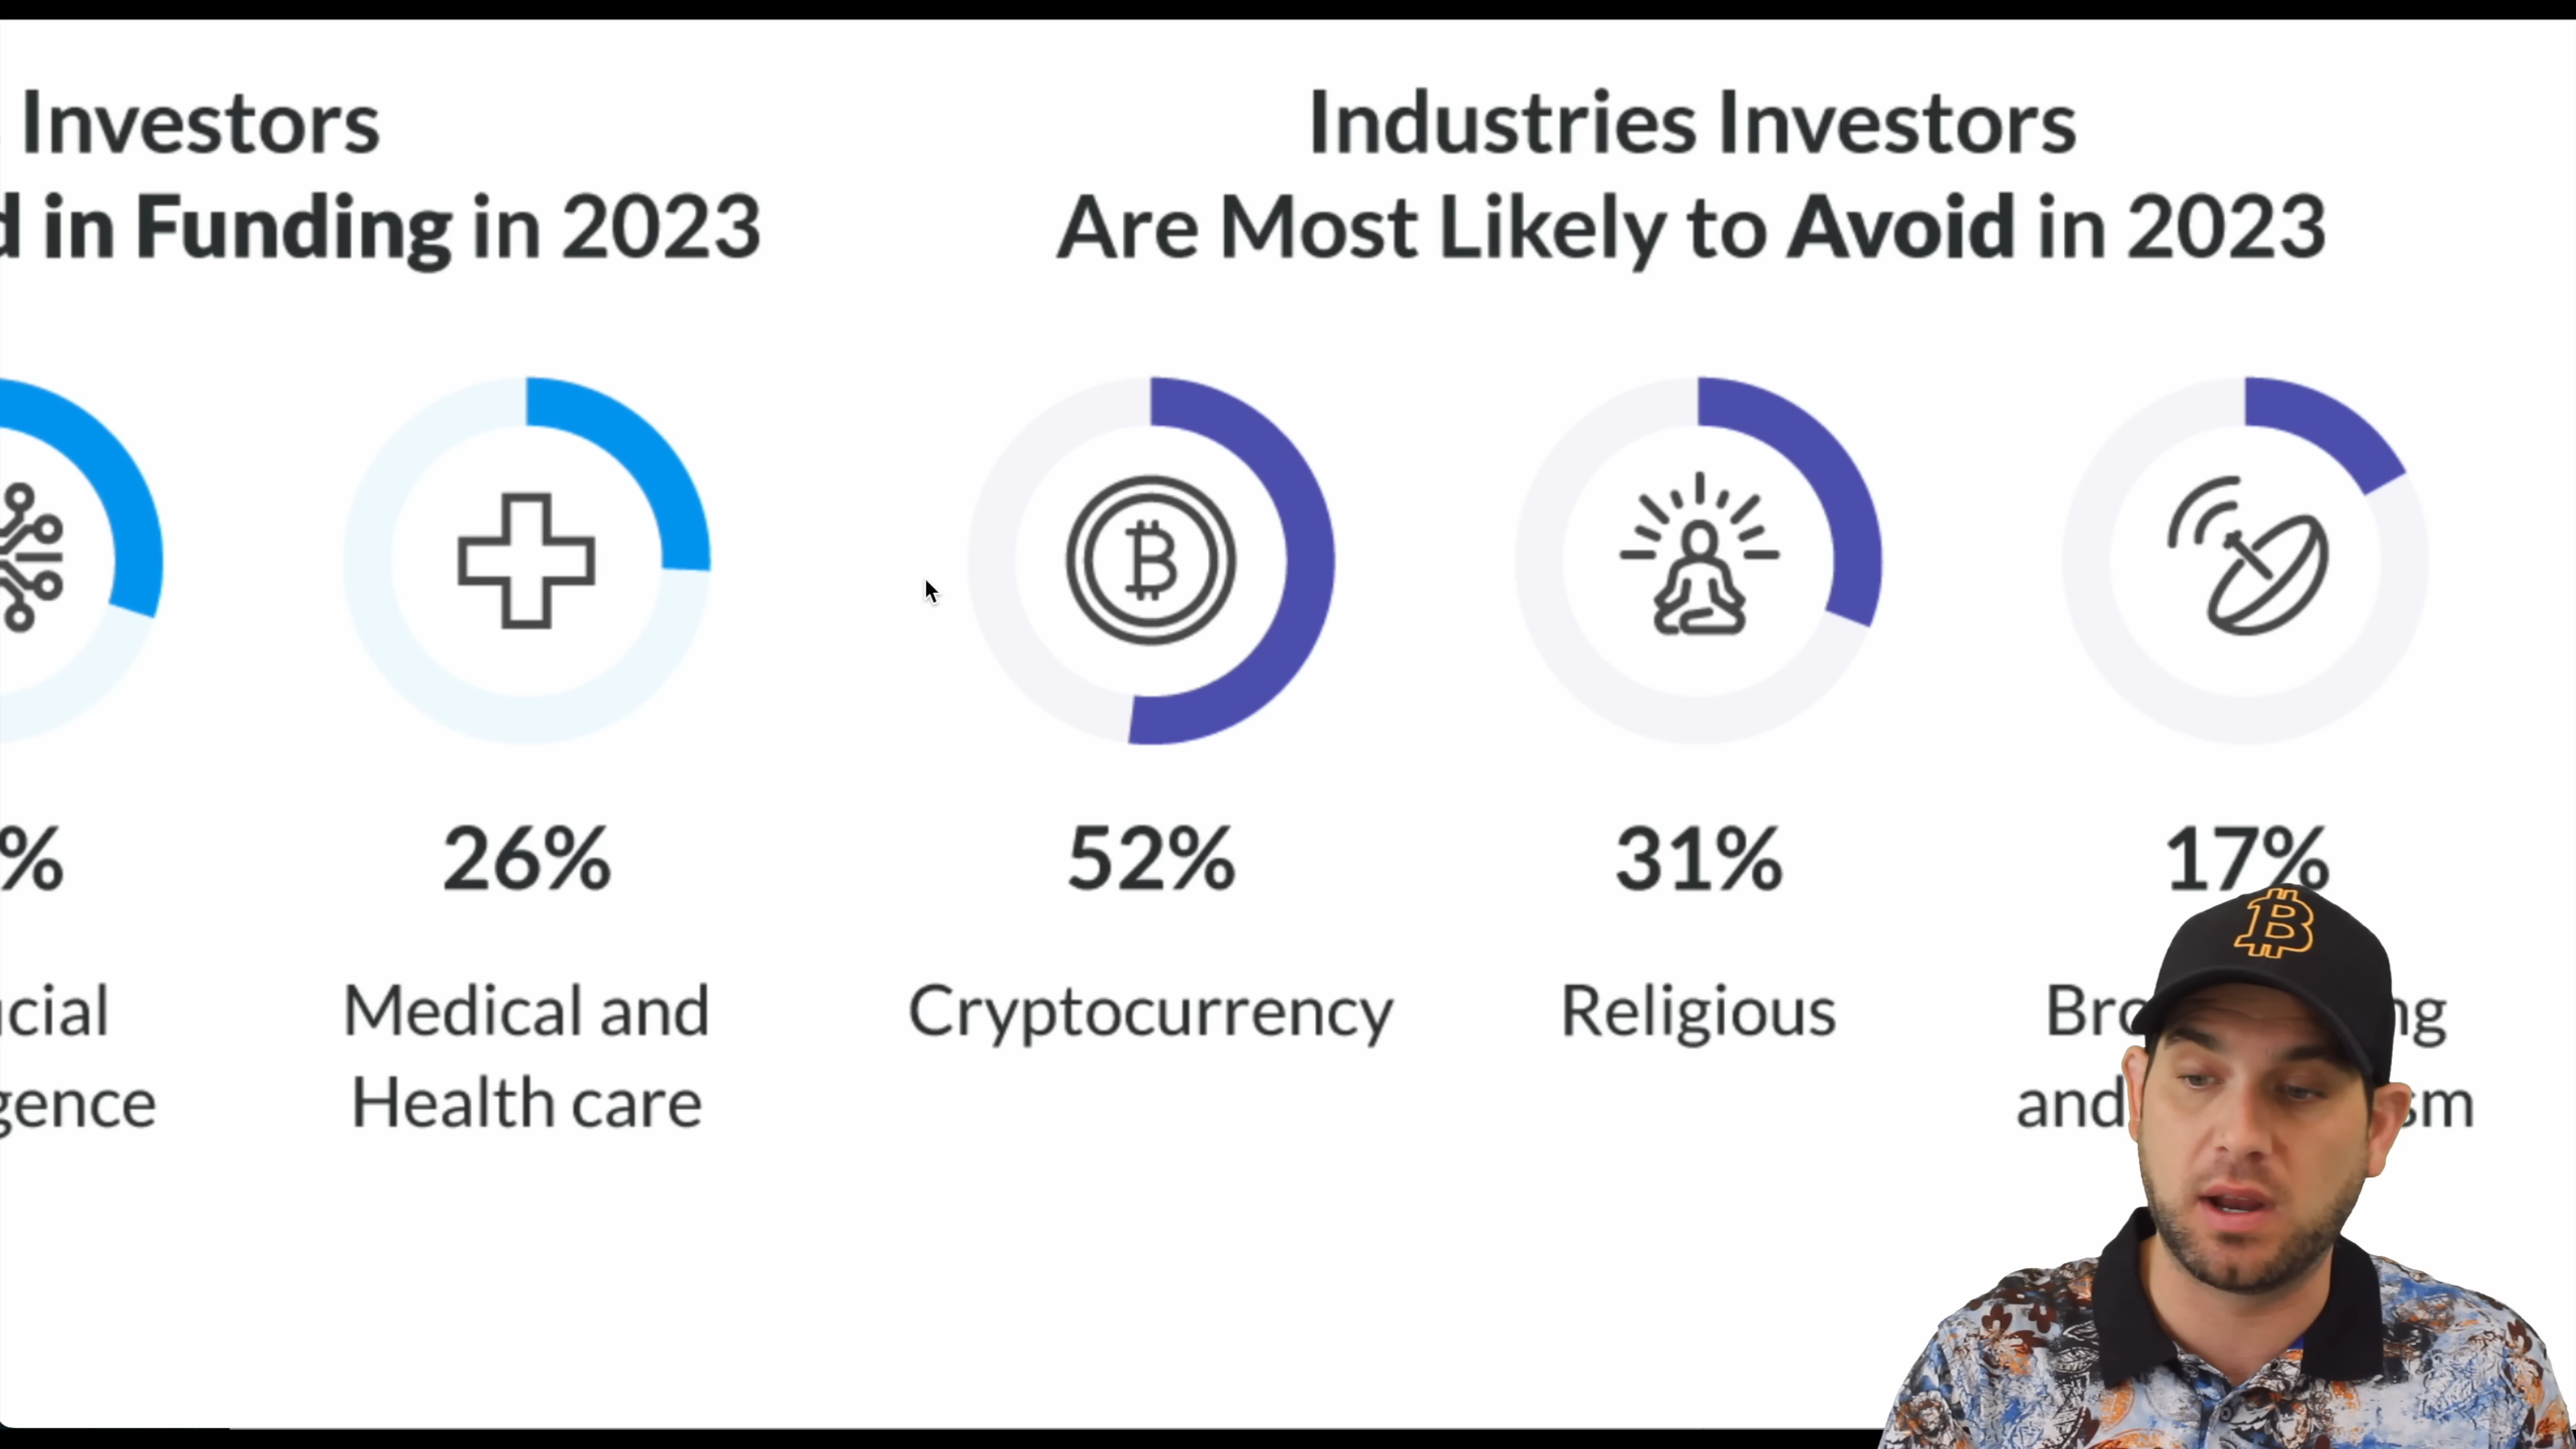 Investors
in Funding in 2023
%
26%
Medical and
Health care
Industries Investors
Are Most Likely to Avoid in 2023
52%
Cryptocurrency
31%
Religious
17%
and